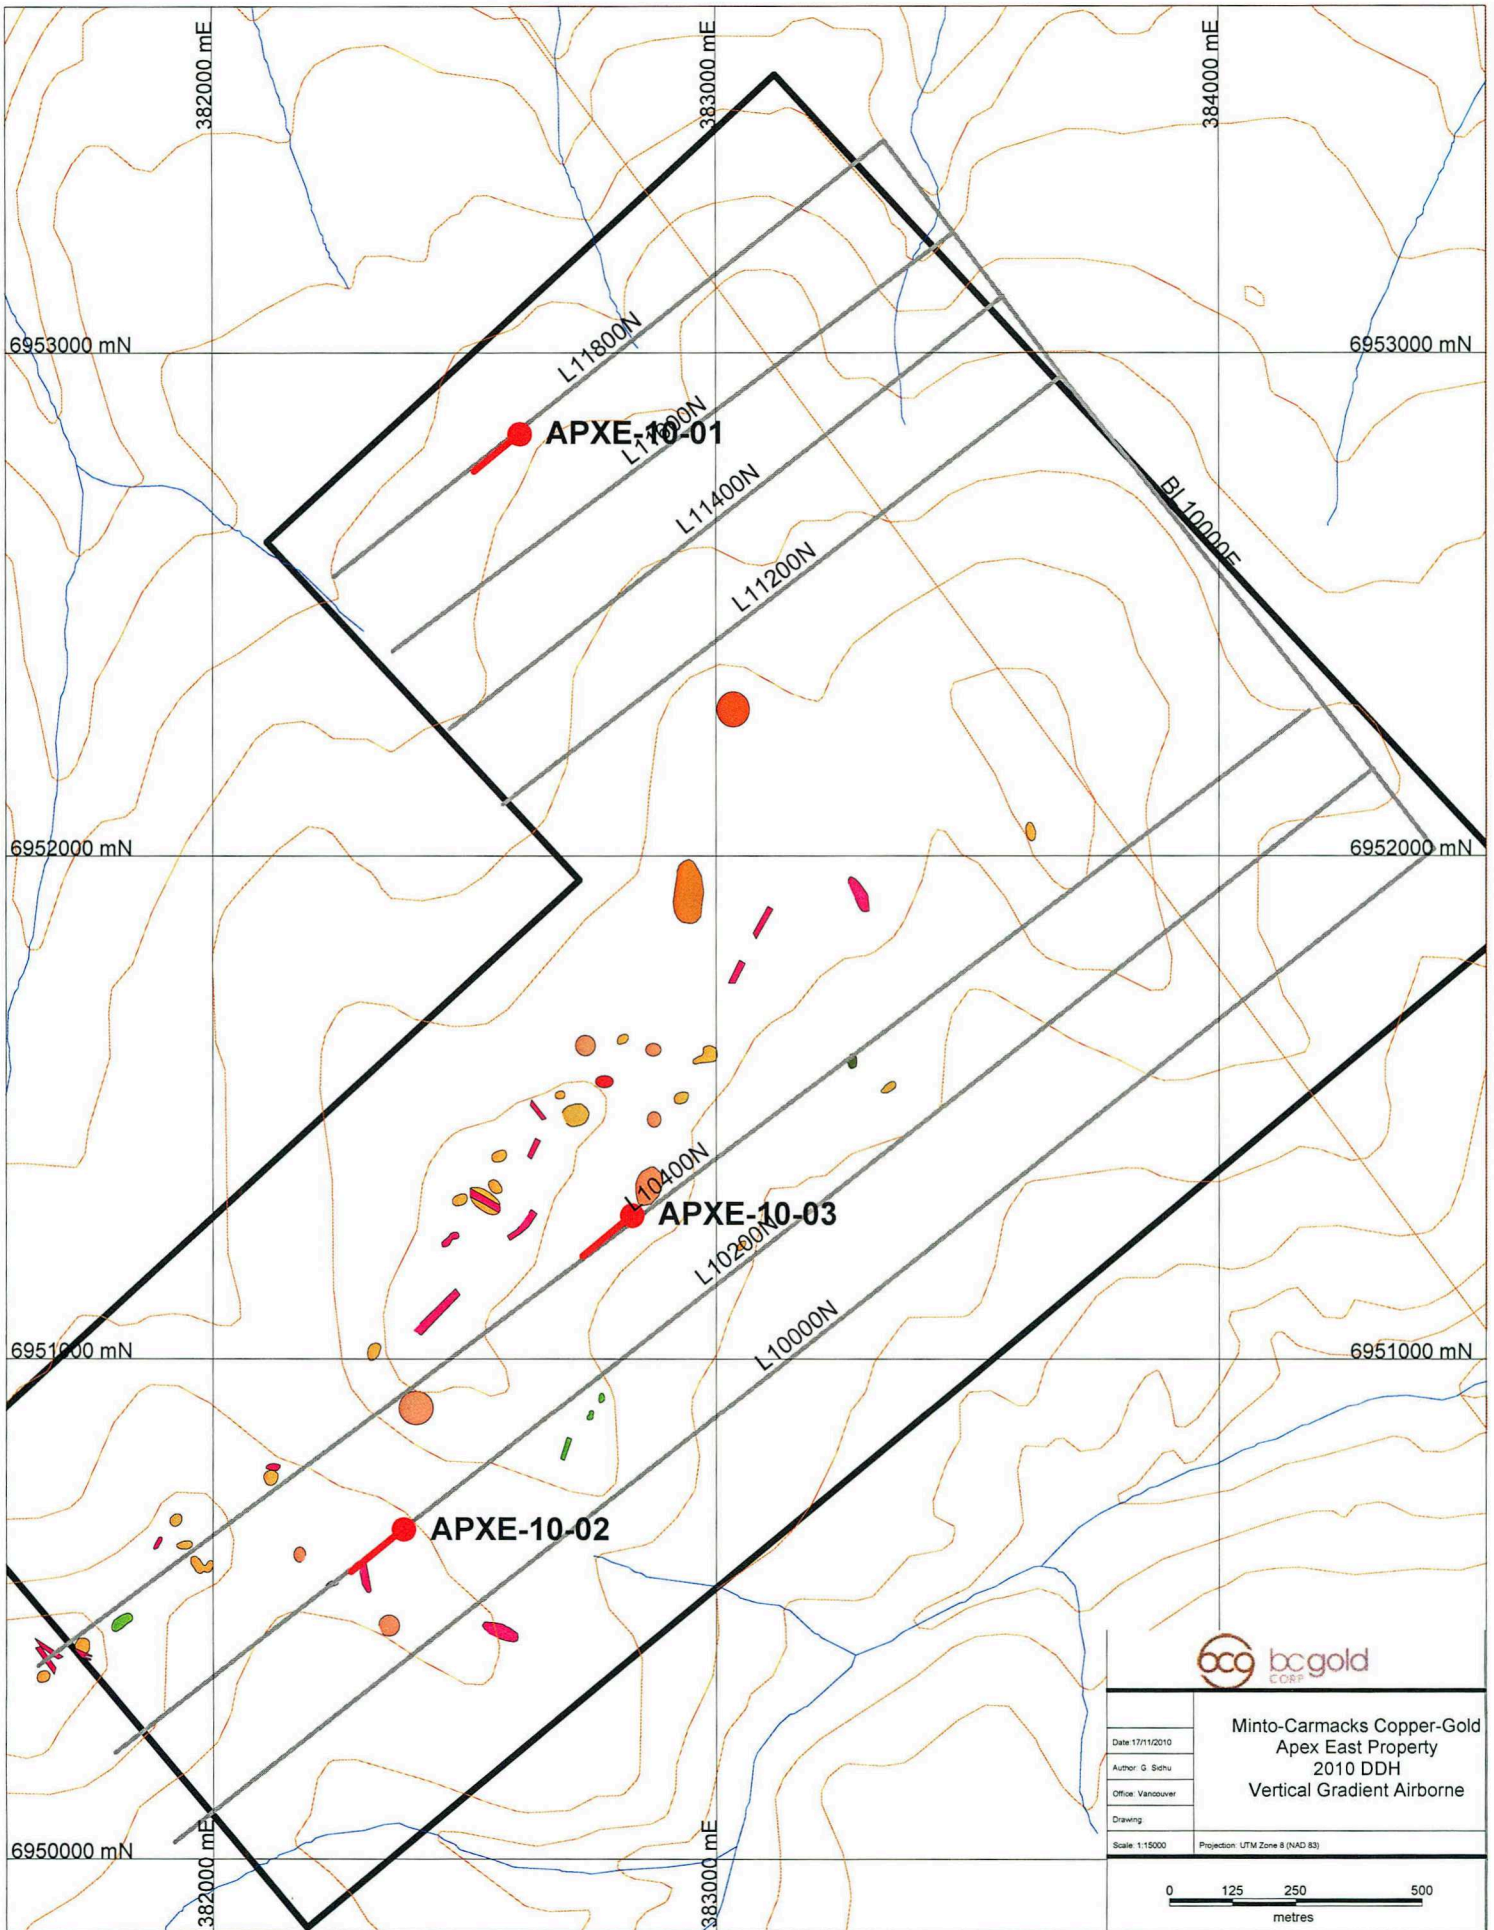 382000 mE
383000 mE
384000 mE
6953000 mN
6953000 mN
L11800N
APXE-10-01
L11600N
L11400N
BL10000E
L11200N
6952000 mN
6952000 mN
L10400N
APXE-10-03
L10200N
L10000N
6951000 mN
6951000 mN
APXE-10-02
6950000 mN
382000 mE
383000 mE
bcg bcgold
CORP
Minto-Carmacks Copper-Gold
Apex East Property
2010 DDH
Vertical Gradient Airborne
Date:17/11/2010
Author: G. Sidhu
Office: Vancouver
Drawing:
Scale: 1:15000
Projection: UTM Zone 8 (NAD 83)
0 125 250 500
metres